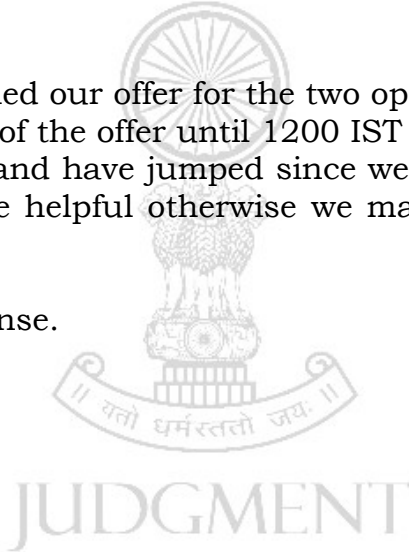 ed our offer for the two op
of the offer until 1200 IST
and have jumped since we
e helpful otherwise we ma
nse.
यतो धर्मस्ततो जयः
JUDGMENT